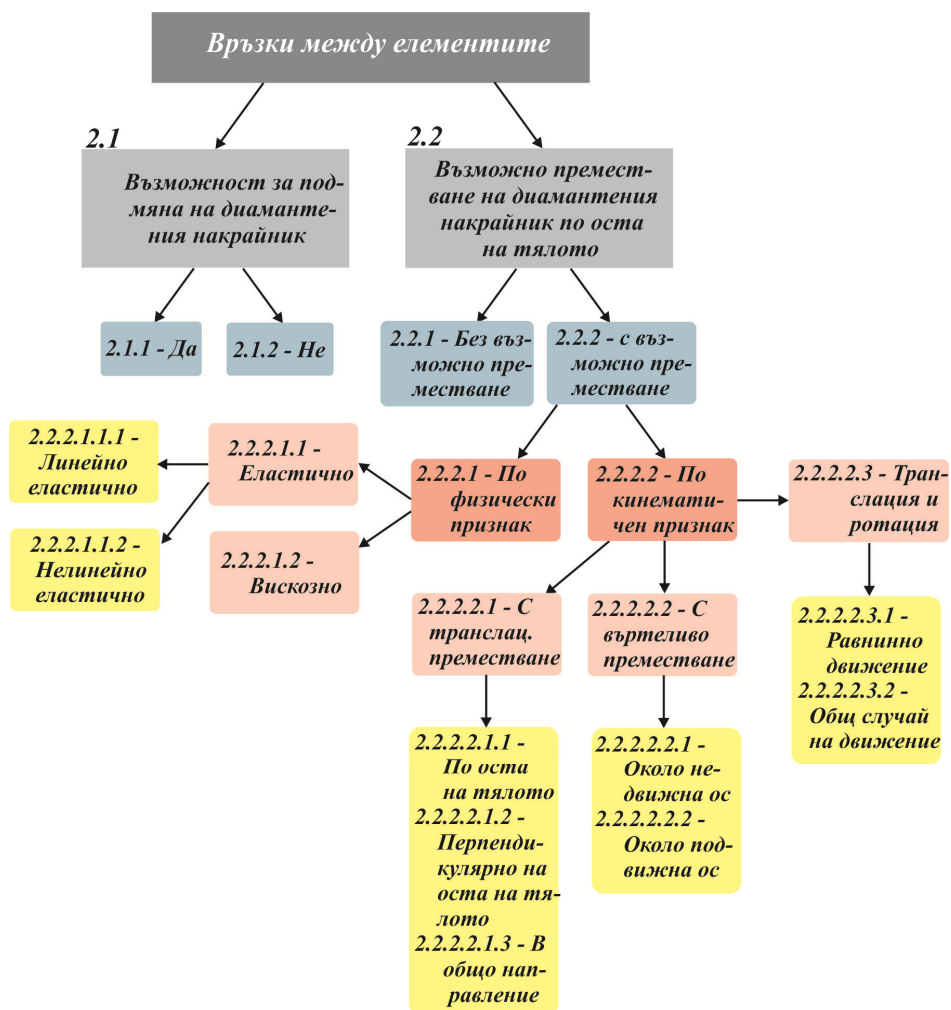 Връзки между елементите
2.1
Възможност за под-
мяна на диаманте-
ния накрайник
2.2
Възможно премест-
ване на диамантения
накрайник по оста
на тялото
2.1.1 - Да
2.1.2 - Не
2.2.1 - Без въз-
можно пре-
местване
2.2.2 - с въз-
можно пре-
местване
2.2.2.1.1.1 -
Линейно
еластично
2.2.2.1.1 -
Еластично
2.2.2.1 - По
физически
признак
2.2.2.2 - По
кинемати-
чен признак
2.2.2.2.3 - Тран-
слация и
ротация
2.2.2.1.1.2 -
Нелинейно
еластично
2.2.2.1.2 -
Вискозно
2.2.2.2.1 - С
транслац.
преместване
2.2.2.2.2 - С
въртеливо
преместване
2.2.2.2.3.1 -
Равнинно
движение
2.2.2.2.3.2 -
Общ случай
на движение
2.2.2.2.1.1 -
По оста
на тялото
2.2.2.2.1.2 -
Перпенди-
кулярно на
оста на тя-
лото
2.2.2.2.1.3 - В
общо нап-
равление
2.2.2.2.2.1 -
Около не-
движна ос
2.2.2.2.2.2 -
Около под-
вижна ос